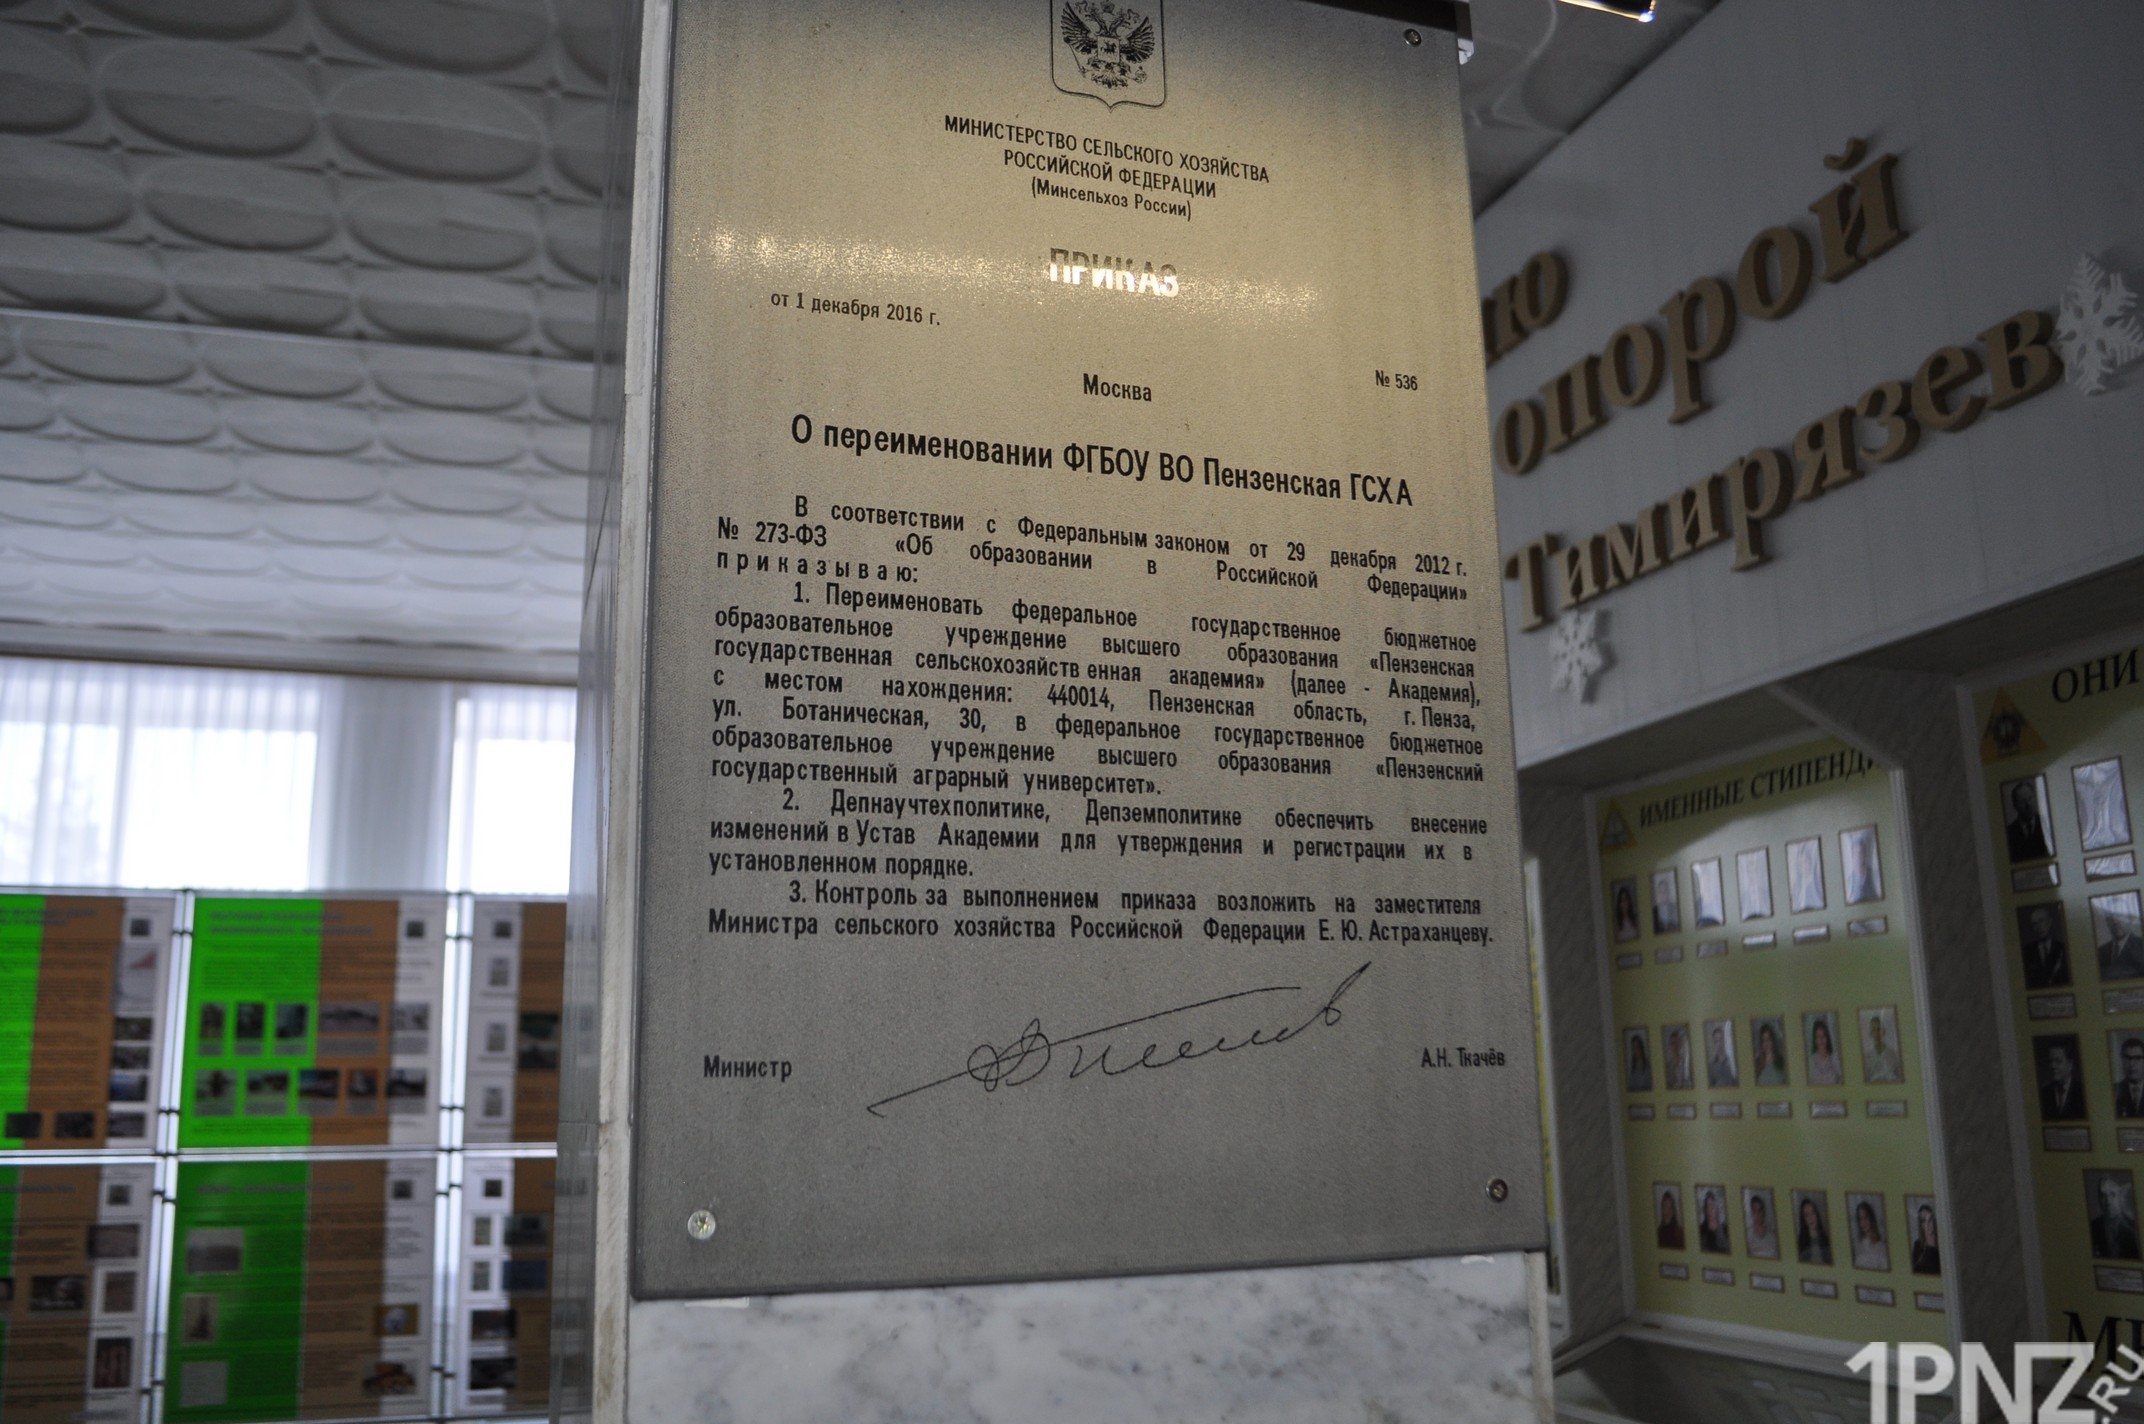 МИНИСТЕРСТВО СЕЛЬСКОГО ХОЗЯЙСТВА
РОССИЙСКОЙ ФЕДЕРАЦИИ
(Минсельхоз России)
ПРИКАЗ
от 1 декабря 2016 г.
№ 536
Москва
О переименовании ФГБОУ ВО Пензенская ГСХА
В соответствии с Федеральным законом от 29 декабря 2012 г.
№ 273-ФЗ «Об образовании в Российской Федерации»
п р и к а з ы в а ю:
1. Переименовать федеральное государственное бюджетное
образовательное учреждение высшего образования «Пензенская
государственная сельскохозяйств енная академия» (далее - Академия),
с местом нахождения: 440014, Пензенская область, г. Пенза,
ул. Ботаническая, 30, в федеральное государственное бюджетное
образовательное учреждение высшего образования «Пензенский
государственный аграрный университет».
2. Депнаучтехполитике, Депземполитике обеспечить внесение
изменений в Устав Академии для утверждения и регистрации их в
установленном порядке.
3. Контроль за выполнением приказа возложить на заместителя
Министра сельского хозяйства Российской Федерации Е. Ю. Астраханцеву.
Министр
А.Н. Ткачёв
опорой
Тимирязев
ИМЕННЫЕ СТИПЕНДИ
ОНИ
1PNZ.RU